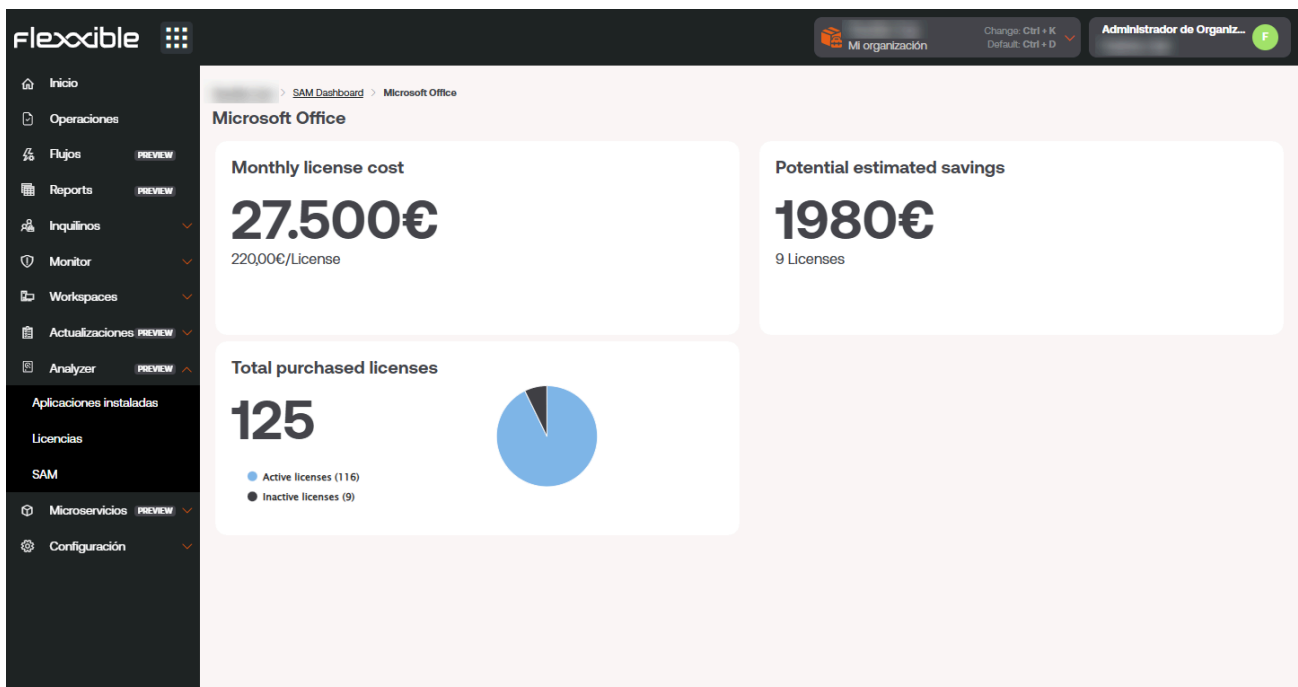 Flexxible
Mi organización
Change: Ctrl + K
Default: Ctrl + D
Administrador de Organiz...
F
Inicio
Operaciones
Flujos PREVIEW
Reports PREVIEW
Inquilinos
Monitor
Workspaces
Actualizaciones PREVIEW
Analyzer PREVIEW
Aplicaciones instaladas
Licencias
SAM
Microservicios PREVIEW
Configuración
> SAM Dashboard > Microsoft Office
Microsoft Office
Monthly license cost
27.500€
220,00€/License
Potential estimated savings
1980€
9 Licenses
Total purchased licenses
125
Active licenses (116)
Inactive licenses (9)